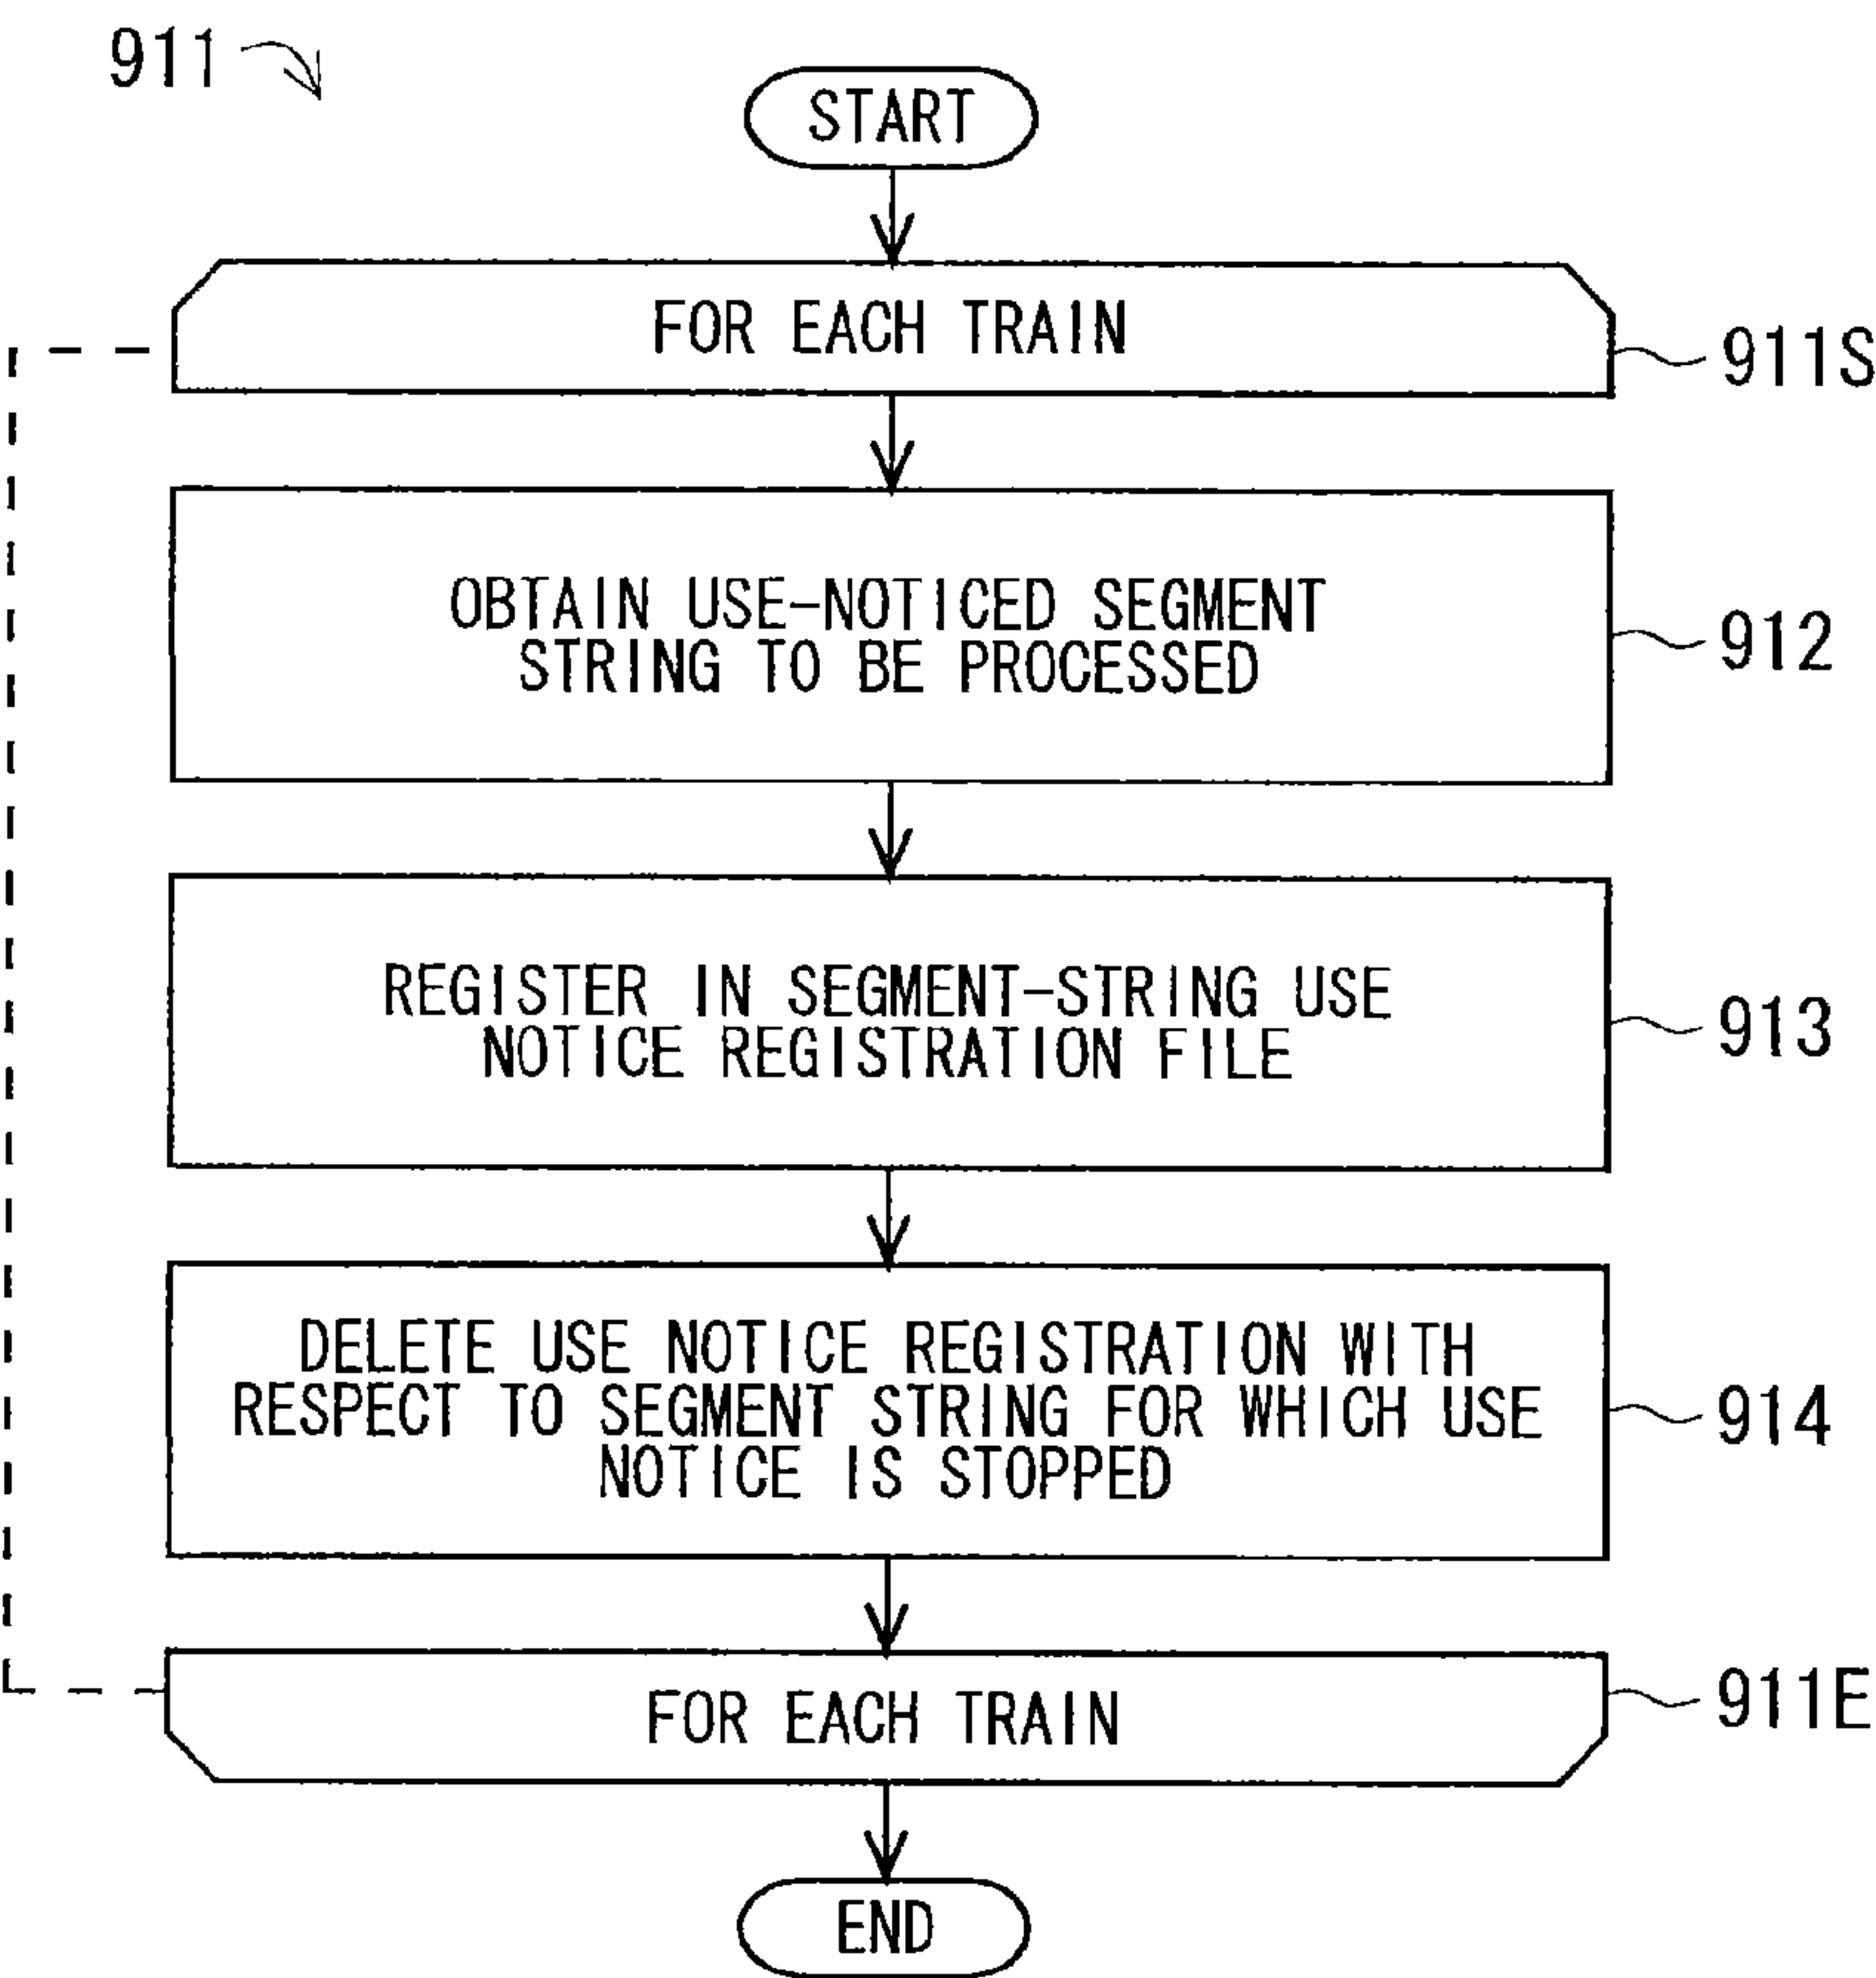 911
START
FOR EACH TRAIN
911S
OBTAIN USE-NOTICED SEGMENT
STRING TO BE PROCESSED
912
REGISTER IN SEGMENT-STRING USE
NOTICE REGISTRATION FILE
913
DELETE USE NOTICE REGISTRATION WITH
RESPECT TO SEGMENT STRING FOR WHICH USE
NOTICE IS STOPPED
914
FOR EACH TRAIN
911E
END